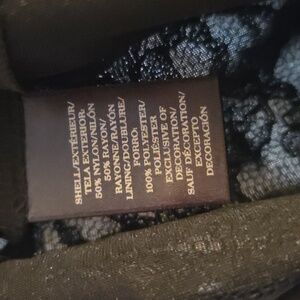 SHELL/EXTÉRIEUR/
TELA EXTERIOR:
50% NYLON/NILÓN
50% RAYON/
RAYONNE/RAYÓN
LINING/DOUBLURE/
FORRO:
100% POLYESTER/
POLIÉSTER
EXCLUSIVE OF
DECORATION/
SAUF DÉCORATION/
EXCEPTO
DECORACIÓN